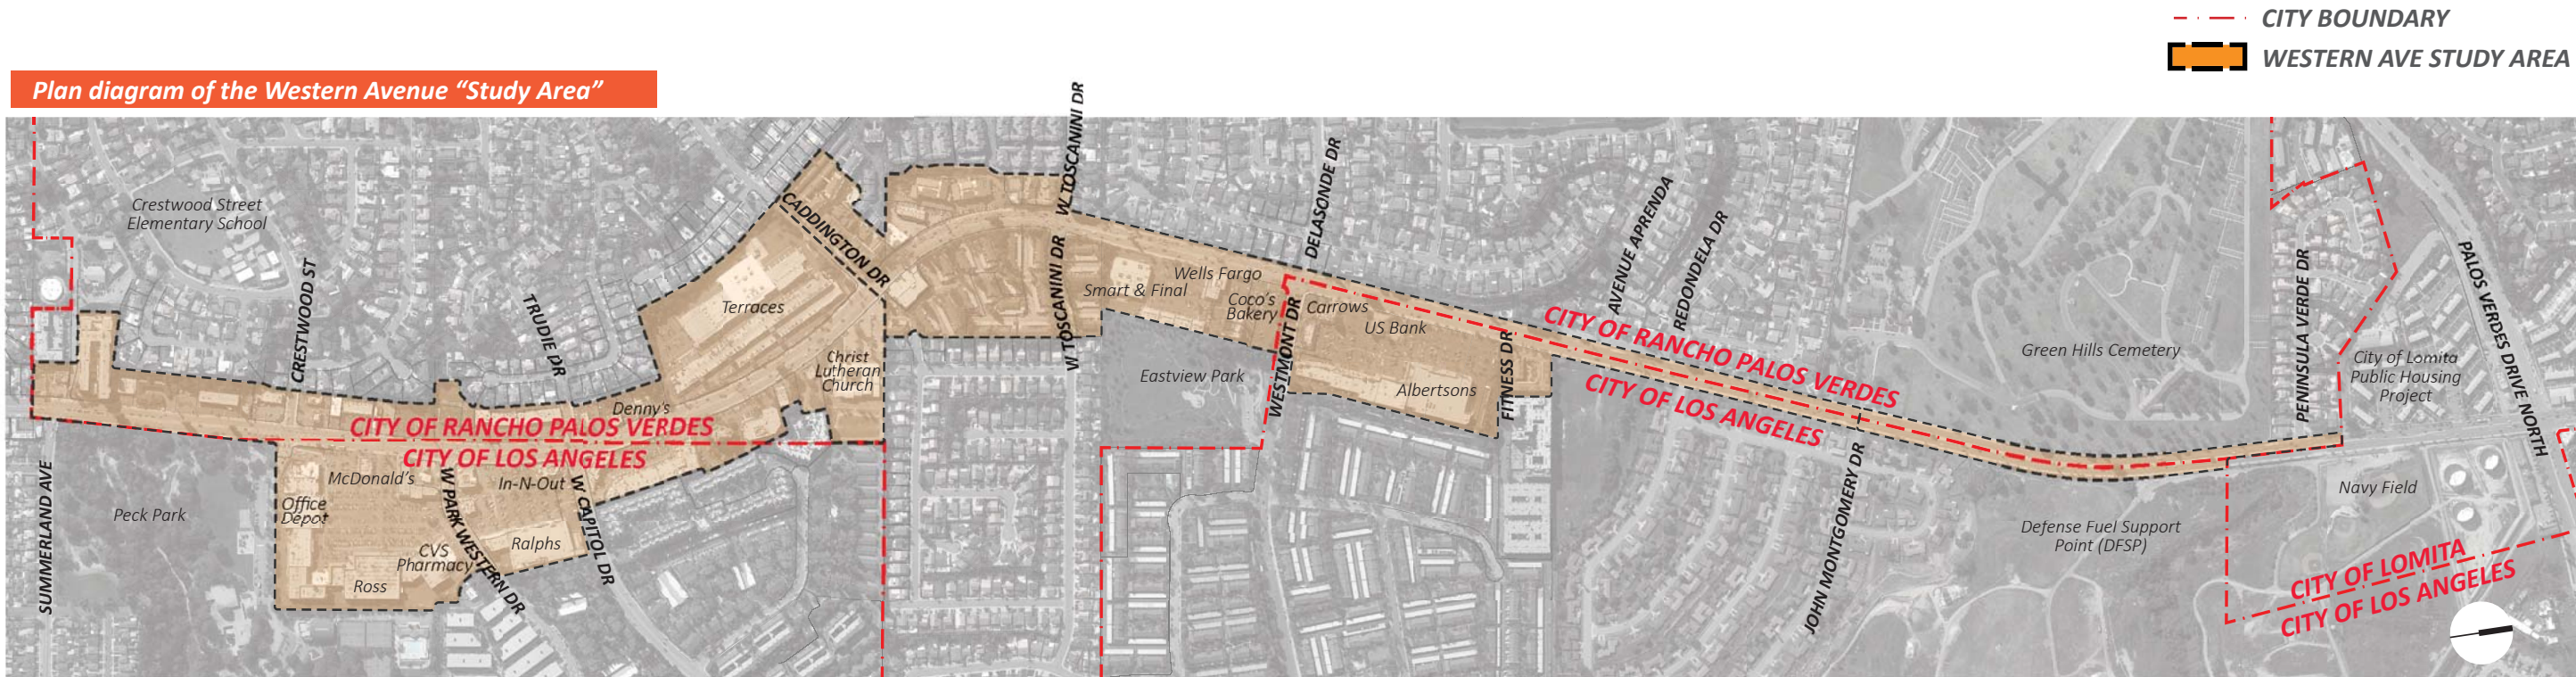 CITY BOUNDARY
WESTERN AVE STUDY AREA
Plan diagram of the Western Avenue “Study Area”
Crestwood Street
Elementary School
CRESTWOOD ST
TRUDIE DR
Terraces
CADDINGTON DR
Christ
Lutheran
Church
W TOSCANINI DR
W TOSCANINI DR
W TOSCANINI DR
Smart & Final
Wells Fargo
Coco's
Bakery
DELASONDE DR
Carrows
US Bank
WESTMONT DR
Eastview Park
Albertsons
FITNESS DR
AVENUE APRENDA
REDONDELA DR
CITY OF RANCHO PALOS VERDES
CITY OF LOS ANGELES
Green Hills Cemetery
PENINSULA VERDE DR
City of Lomita
Public Housing
Project
PALOS VERDES DRIVE NORTH
Denny's
CITY OF RANCHO PALOS VERDES
CITY OF LOS ANGELES
SUMMERLAND AVE
Peck Park
McDonald's
Office
Depot
W PARK WESTERN DR
In-N-Out
W CAPITOL DR
CVS
Pharmacy
Ralphs
Ross
JOHN MONTGOMERY DR
Defense Fuel Support
Point (DFSP)
Navy Field
CITY OF LOMITA
CITY OF LOS ANGELES